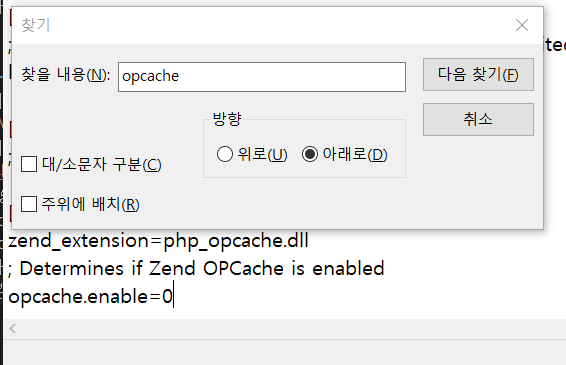 찾기
찾을 내용(N): opcache
다음 찾기(F)
취소
방향
위로(U) 아래로(D)
대/소문자 구분(C)
주위에 배치(R)
zend_extension=php_opcache.dll
; Determines if Zend OPCache is enabled
opcache.enable=0